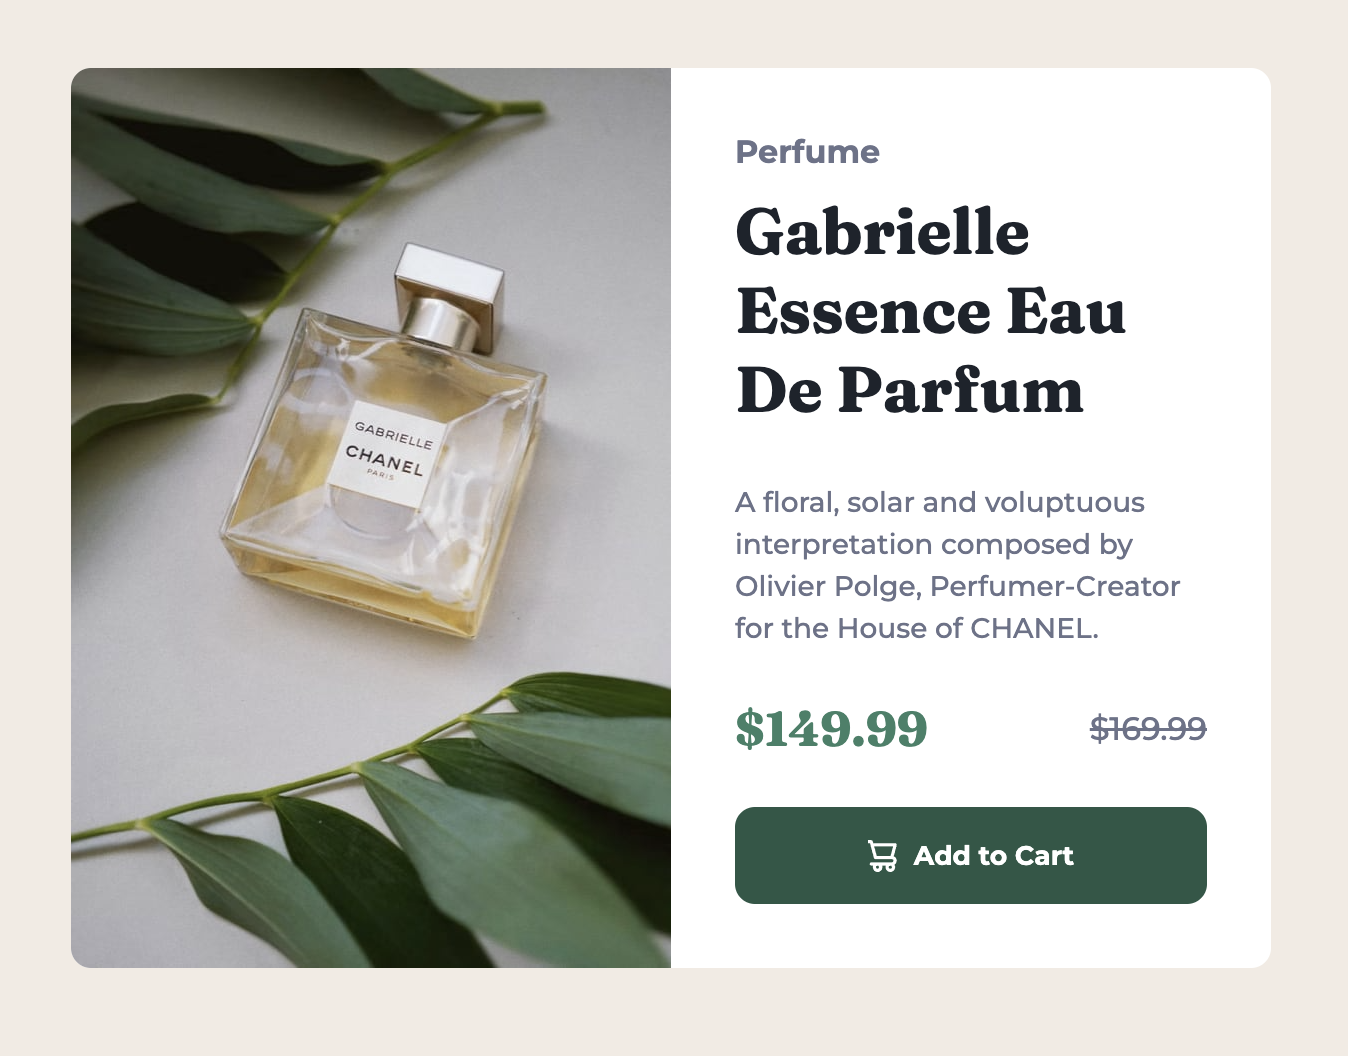 GABRIELLE
CHANEL
PARIS
Perfume
Gabrielle
Essence Eau
De Parfum
A floral, solar and voluptuous
interpretation composed by
Olivier Polge, Perfumer-Creator
for the House of CHANEL.
$149.99 $169.99
Add to Cart